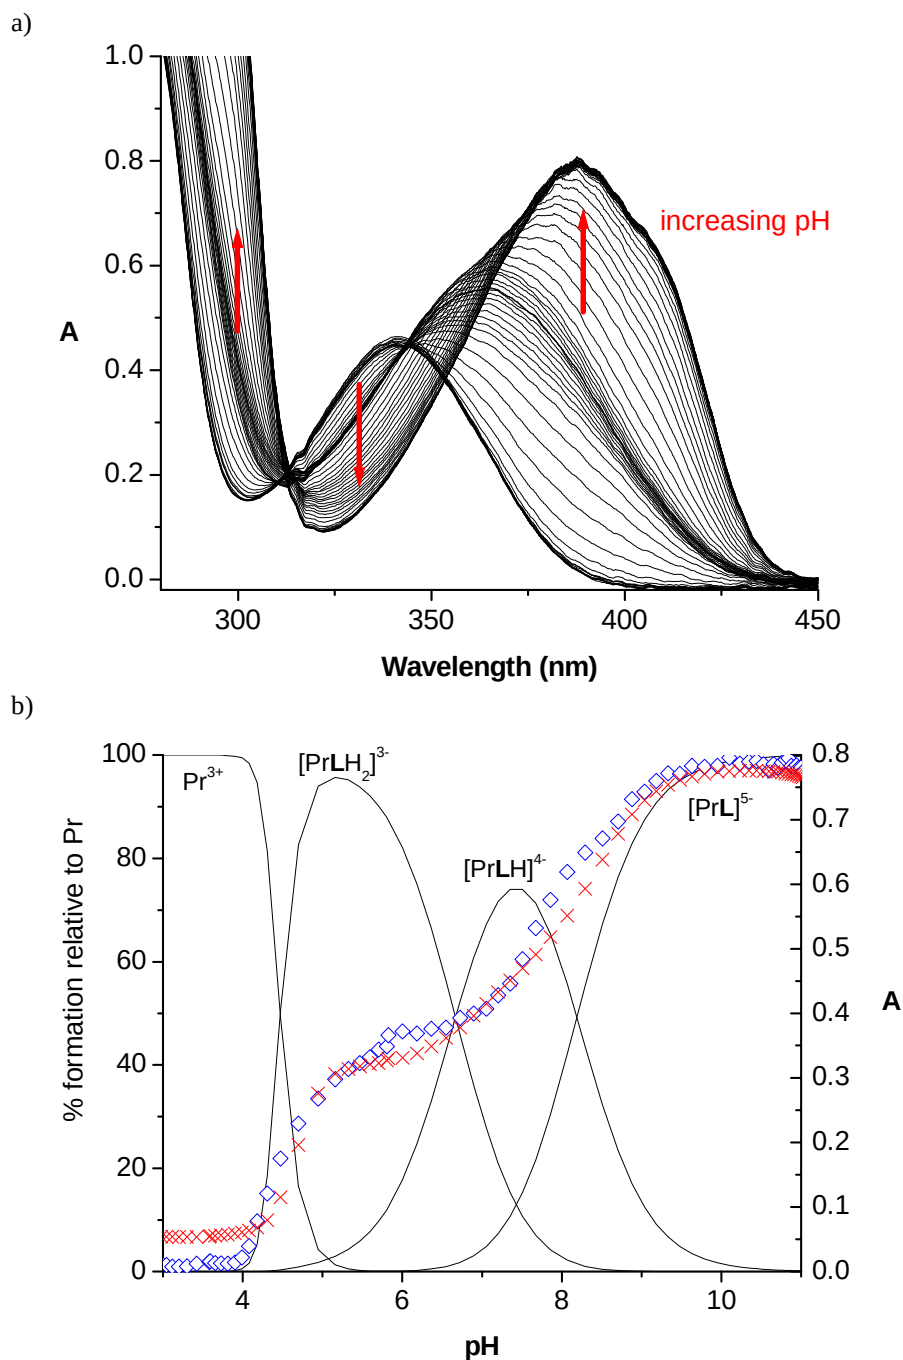 a)
1.0
0.8
0.6
0.4
0.2
0.0
A
increasing pH
300 350 400 450
Wavelength (nm)
b)
100
80
60
40
20
0
% formation relative to Pr
Pr³⁺
[PrLH₂]³⁻
[PrLH]⁴⁻
[PrL]⁵⁻
0.8
0.7
0.6
0.5
0.4
0.3
0.2
0.1
0.0
A
4 6 8 10
pH